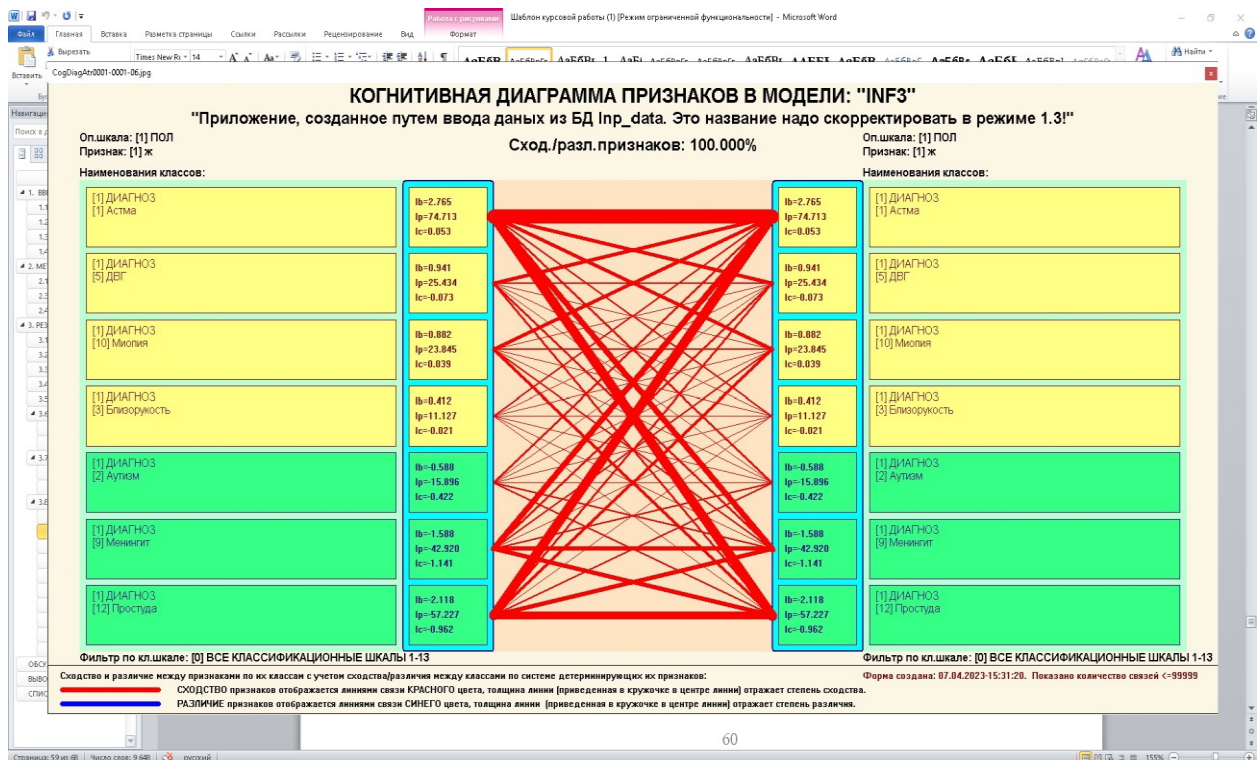 Работа с рисунками
Шаблон курсовой работы (1) [Режим ограниченной функциональности] - Microsoft Word
Файл Главная Вставка Разметка страницы Ссылки Рассылки Рецензирование Вид Формат
Вырезать
Times New Ro 14
Найти
Вставить
CogDiagAtr0001-0001-06.jpg
КОГНИТИВНАЯ ДИАГРАММА ПРИЗНАКОВ В МОДЕЛИ: "INF3"
"Приложение, созданное путем ввода даных из БД Inp_data. Это название надо скорректировать в режиме 1.3!"
Оп.шкала: [1] ПОЛ
Признак: [1] ж
Сход./разл.признаков: 100.000%
Оп.шкала: [1] ПОЛ
Признак: [1] ж
Наименования классов:
Наименования классов:
[1] ДИАГНОЗ
[1] Астма
Ib=2.765
Ip=74.713
Ic=0.053
Ib=2.765
Ip=74.713
Ic=0.053
[1] ДИАГНОЗ
[1] Астма
[1] ДИАГНОЗ
[5] ДВГ
Ib=0.941
Ip=25.434
Ic=-0.073
Ib=0.941
Ip=25.434
Ic=-0.073
[1] ДИАГНОЗ
[5] ДВГ
[1] ДИАГНОЗ
[10] Миопия
Ib=0.882
Ip=23.845
Ic=0.039
Ib=0.882
Ip=23.845
Ic=0.039
[1] ДИАГНОЗ
[10] Миопия
[1] ДИАГНОЗ
[3] Близорукость
Ib=0.412
Ip=11.127
Ic=-0.021
Ib=0.412
Ip=11.127
Ic=-0.021
[1] ДИАГНОЗ
[3] Близорукость
[1] ДИАГНОЗ
[2] Аутизм
Ib=-0.588
Ip=-15.896
Ic=-0.422
Ib=-0.588
Ip=-15.896
Ic=-0.422
[1] ДИАГНОЗ
[2] Аутизм
[1] ДИАГНОЗ
[9] Менингит
Ib=-1.588
Ip=-42.920
Ic=-1.141
Ib=-1.588
Ip=-42.920
Ic=-1.141
[1] ДИАГНОЗ
[9] Менингит
[1] ДИАГНОЗ
[12] Простуда
Ib=-2.118
Ip=-57.227
Ic=-0.962
Ib=-2.118
Ip=-57.227
Ic=-0.962
[1] ДИАГНОЗ
[12] Простуда
Фильтр по кл.шкале: [0] ВСЕ КЛАССИФИКАЦИОННЫЕ ШКАЛЫ 1-13
Фильтр по кл.шкале: [0] ВСЕ КЛАССИФИКАЦИОННЫЕ ШКАЛЫ 1-13
Сходство и различие между признаками по их классам с учетом сходства/различия между классами по системе детерминирующих их признаков:
Форма создана: 07.04.2023-15:31:20. Показано количество связей <=99999
СХОДСТВО признаков отображается линиями связи КРАСНОГО цвета, толщина линии (приведенная в кружочке в центре линии) отражает степень сходства.
РАЗЛИЧИЕ признаков отображается линиями связи СИНЕГО цвета, толщина линии (приведенная в кружочке в центре линии) отражает степень различия.
60
Страница: 59 из 68 Число слов: 9 648 русский 155%